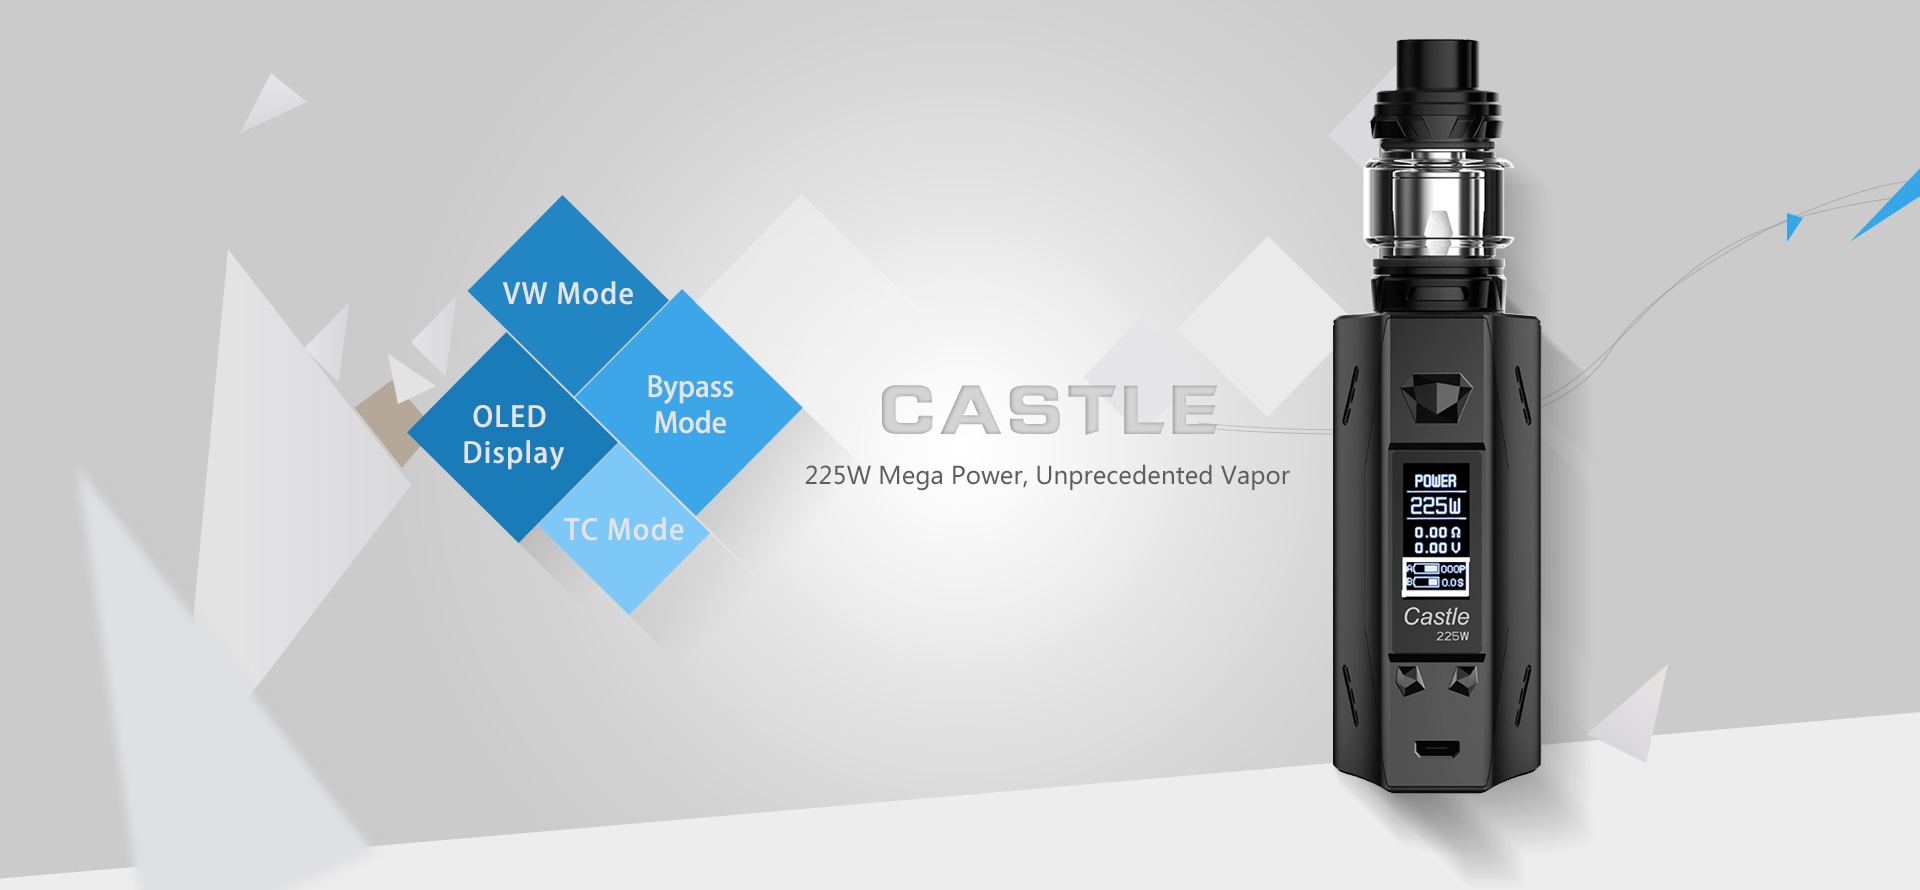 VW Mode
Bypass
Mode
OLED
Display
TC Mode
CASTLE
225W Mega Power, Unprecedented Vapor
POWER
225W
0.00 Ω
0.00 V
A 000P
B 0.0S
Castle
225W